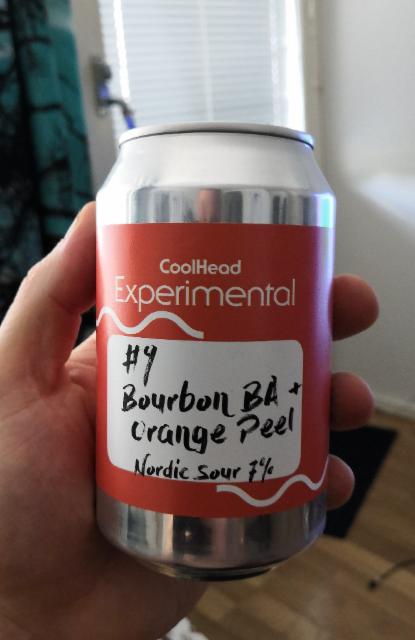 CoolHead
Experimental
#9
Bourbon BA +
Orange Peel
Nordic Sour 7%